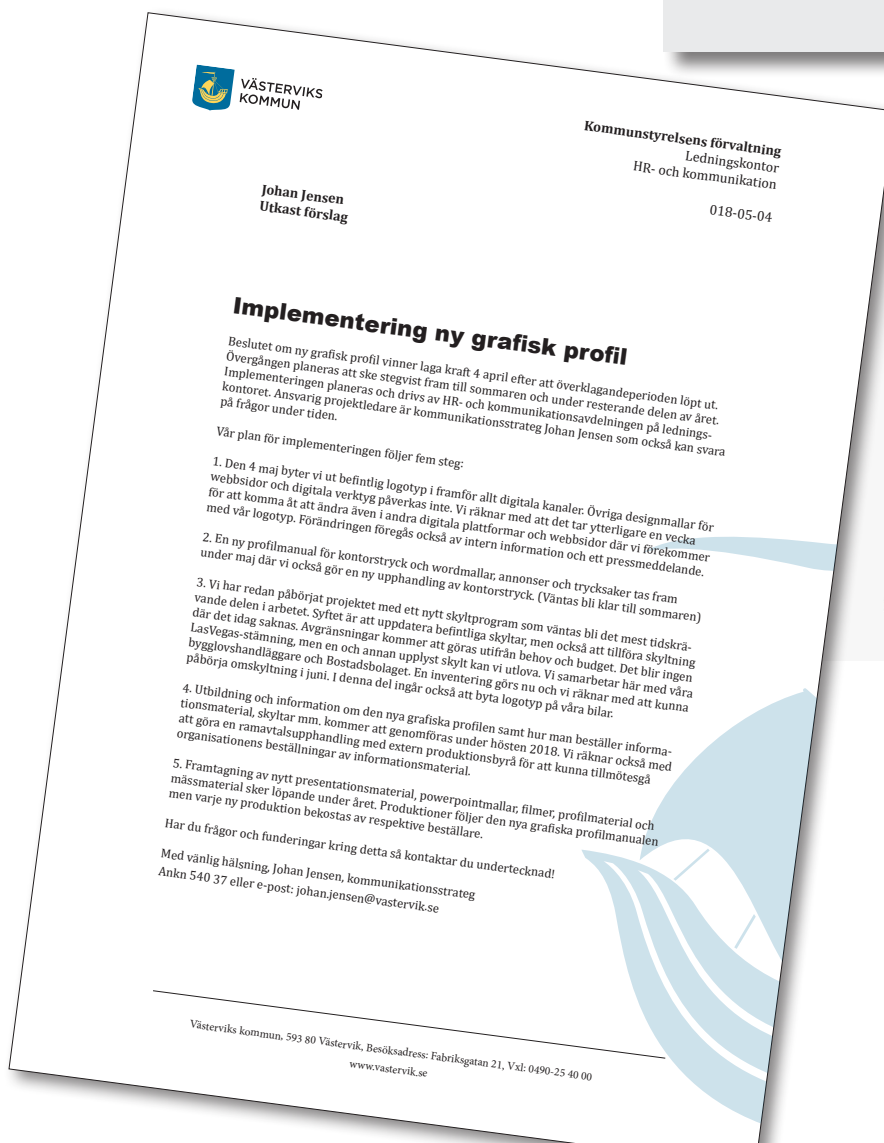 VÄSTERVIKS
KOMMUN
Kommunstyrelsens förvaltning
Ledningskontor
HR- och kommunikation
018-05-04
Johan Jensen
Utkast förslag
Implementering ny grafisk profil
Beslutet om ny grafisk profil vinner laga kraft 4 april efter att överklagandeperioden löpt ut.
Övergången planeras att ske stegvist fram till sommaren och under resterande delen av året.
Implementeringen planeras och drivs av HR- och kommunikationsavdelningen på lednings-
kontoret. Ansvarig projektledare är kommunikationsstrateg Johan Jensen som också kan svara
på frågor under tiden.
Vår plan för implementeringen följer fem steg:
1. Den 4 maj byter vi ut befintlig logotyp i framför allt digitala kanaler. Övriga designmallar för
webbsidor och digitala verktyg påverkas inte. Vi räknar med att det tar ytterligare en vecka
för att komma åt att ändra även i andra digitala plattformar och webbsidor där vi förekommer
med vår logotyp. Förändringen föregås också av intern information och ett pressmeddelande.
2. En ny profilmanual för kontorstryck och wordmallar, annonser och trycksaker tas fram
under maj där vi också gör en ny upphandling av kontorstryck. (Väntas bli klar till sommaren)
3. Vi har redan påbörjat projektet med ett nytt skyltprogram som väntas bli det mest tidskrä-
vande delen i arbetet. Syftet är att uppdatera befintliga skyltar, men också att tillföra skyltning
där det idag saknas. Avgränsningar kommer att göras utifrån behov och budget. Det blir ingen
LasVegas-stämning, men en och annan upplyst skylt kan vi utlova. Vi samarbetar här med våra
bygglovshandläggare och Bostadsbolaget. En inventering görs nu och vi räknar med att kunna
påbörja omskyltning i juni. I denna del ingår också att byta logotyp på våra bilar.
4. Utbildning och information om den nya grafiska profilen samt hur man beställer informa-
tionsmaterial, skyltar mm. kommer att genomföras under hösten 2018. Vi räknar också med
att göra en ramavtalsupphandling med extern produktionsbyrå för att kunna tillmötesgå
organisationens beställningar av informationsmaterial.
5. Framtagning av nytt presentationsmaterial, powerpointmallar, filmer, profilmaterial och
mässmaterial sker löpande under året. Produktioner följer den nya grafiska profilmanualen
men varje ny produktion bekostas av respektive beställare.
Har du frågor och funderingar kring detta så kontaktar du undertecknad!
Med vänlig hälsning, Johan Jensen, kommunikationsstrateg
Ankn 540 37 eller e-post: johan.jensen@vastervik.se
Västerviks kommun, 593 80 Västervik, Besöksadress: Fabriksgatan 21, Vxl: 0490-25 40 00
www.vastervik.se